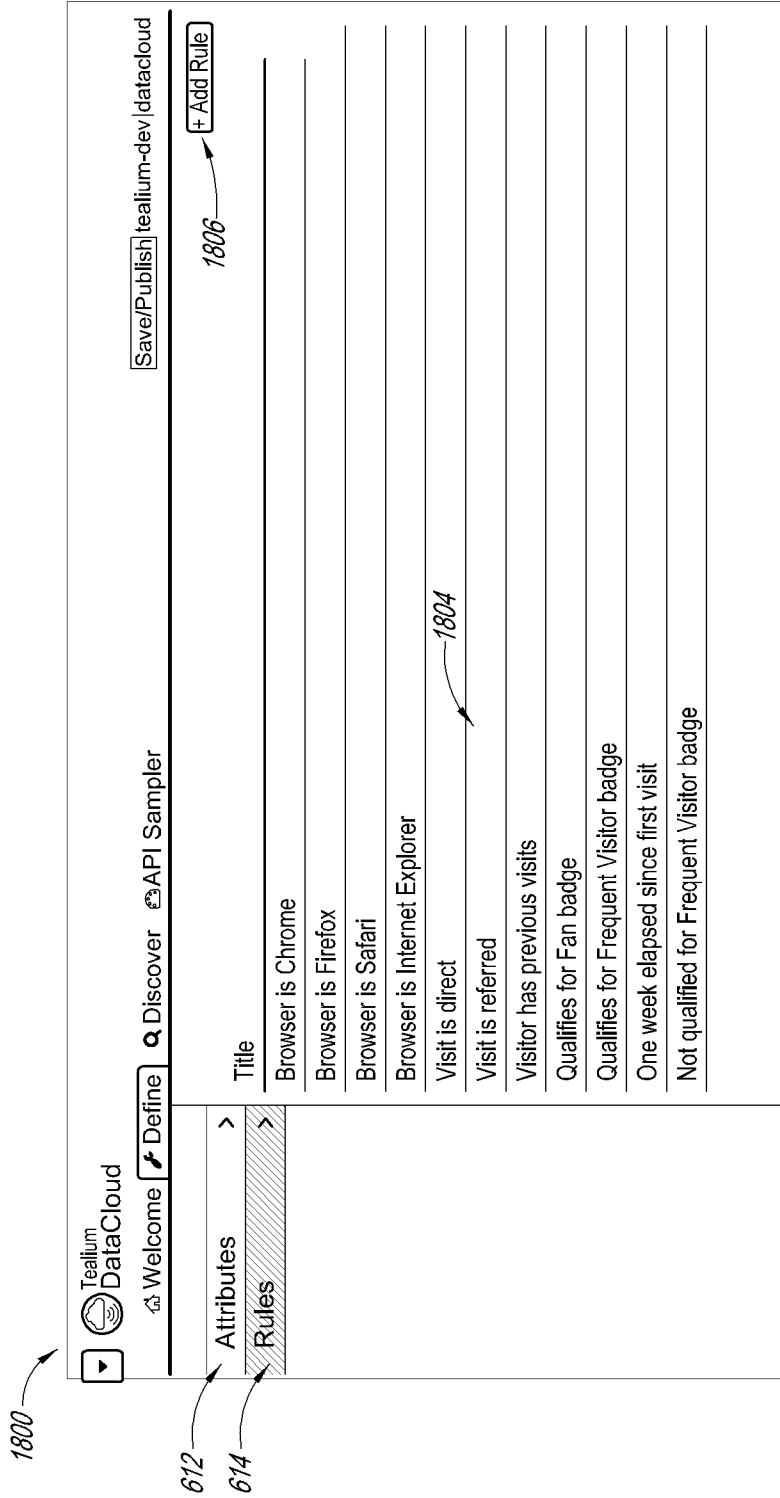 1800
Tealium
DataCloud
Welcome Define Discover API Sampler
Save/Publish tealium-dev|datacloud
612
Attributes >
614
Rules >
+ Add Rule
1806
Title
Browser is Chrome
Browser is Firefox
Browser is Safari
Browser is Internet Explorer
Visit is direct
1804
Visit is referred
Visitor has previous visits
Qualifies for Fan badge
Qualifies for Frequent Visitor badge
One week elapsed since first visit
Not qualified for Frequent Visitor badge